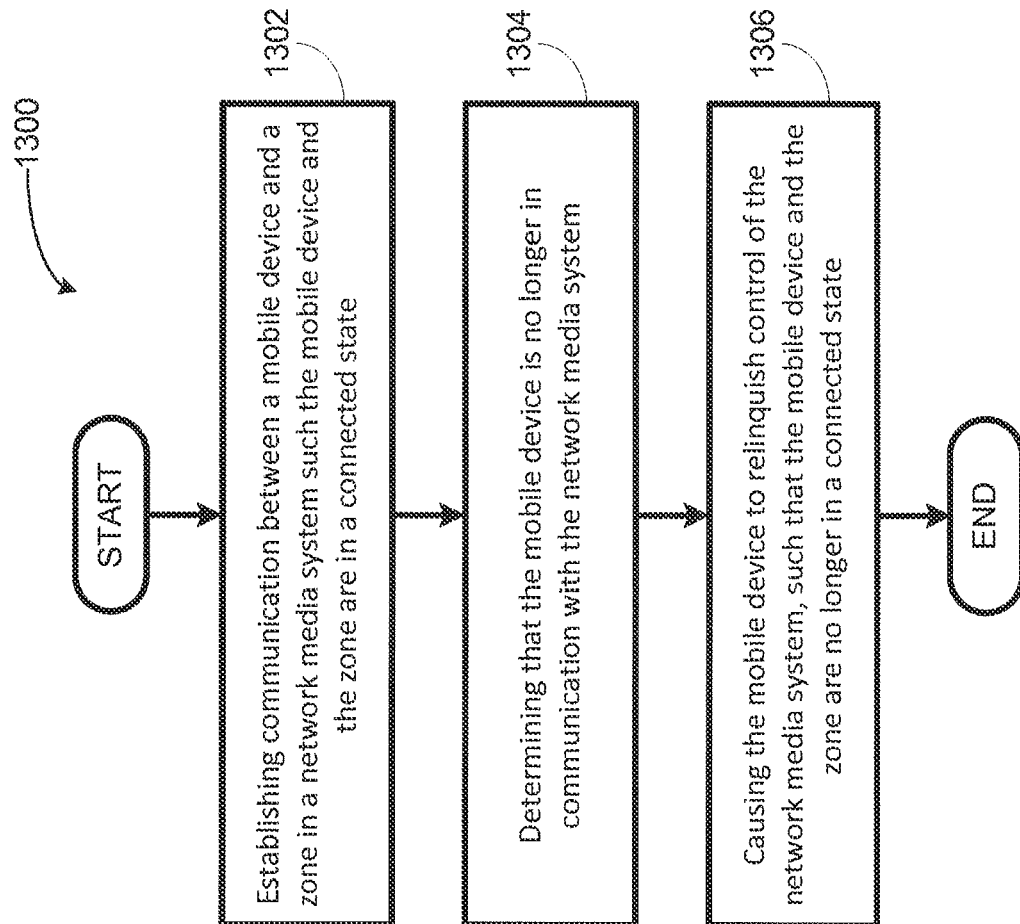 1300
START
1302
Establishing communication between a mobile device and a
zone in a network media system such the mobile device and
the zone are in a connected state
1304
Determining that the mobile device is no longer in
communication with the network media system
1306
Causing the mobile device to relinquish control of the
network media system, such that the mobile device and the
zone are no longer in a connected state
END